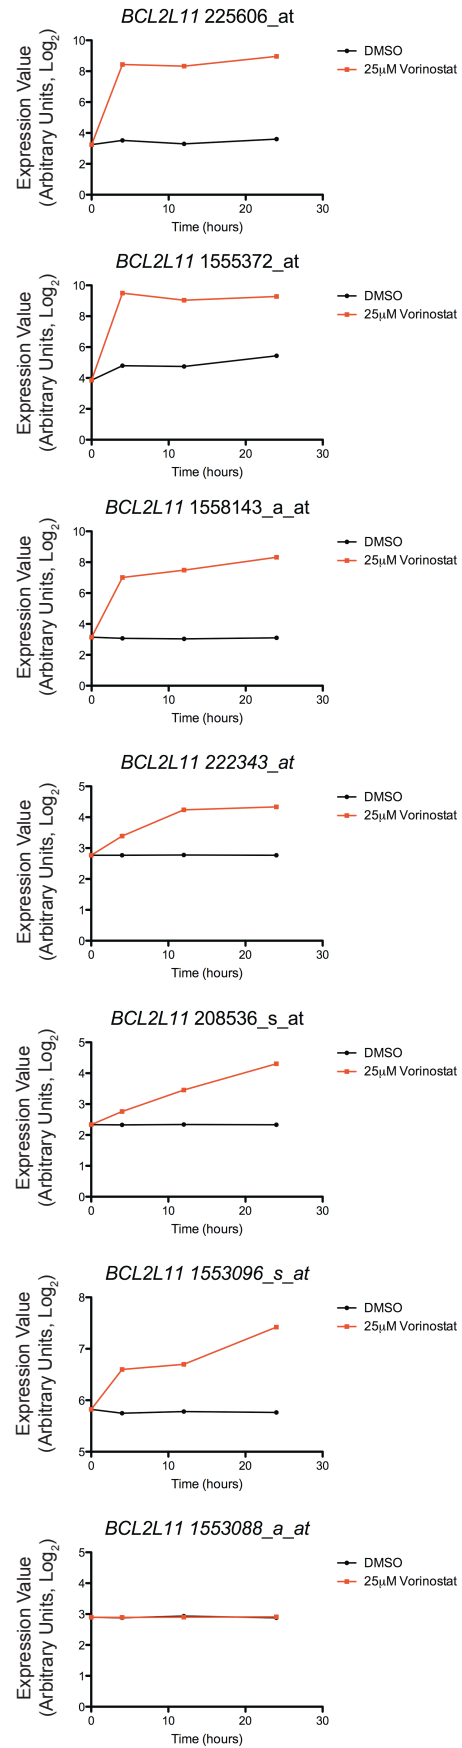 BCL2L11 225606_at
Expression Value
(Arbitrary Units, Log2)
10
8
6
4
2
0
0 10 20 30
Time (hours)
DMSO
25µM Vorinostat
BCL2L11 1555372_at
Expression Value
(Arbitrary Units, Log2)
10
8
6
4
2
0
0 10 20 30
Time (hours)
DMSO
25µM Vorinostat
BCL2L11 1558143_a_at
Expression Value
(Arbitrary Units, Log2)
10
8
6
4
2
0
0 10 20 30
Time (hours)
DMSO
25µM Vorinostat
BCL2L11 222343_at
Expression Value
(Arbitrary Units, Log2)
5
4
3
2
1
0
0 10 20 30
Time (hours)
DMSO
25µM Vorinostat
BCL2L11 208536_s_at
Expression Value
(Arbitrary Units, Log2)
5
4
3
2
1
0
0 10 20 30
Time (hours)
DMSO
25µM Vorinostat
BCL2L11 1553096_s_at
Expression Value
(Arbitrary Units, Log2)
8
7
6
5
0 10 20 30
Time (hours)
DMSO
25µM Vorinostat
BCL2L11 1553088_a_at
Expression Value
(Arbitrary Units, Log2)
5
4
3
2
1
0
0 10 20 30
Time (hours)
DMSO
25µM Vorinostat